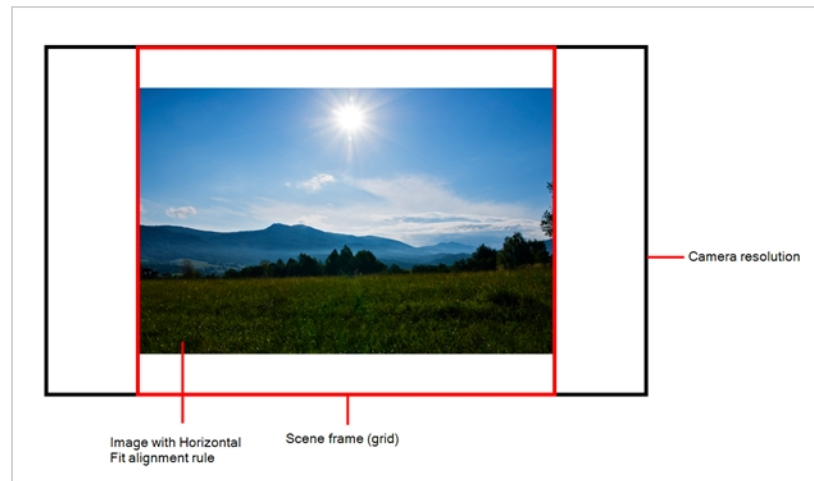 Camera resolution
Image with Horizontal
Fit alignment rule
Scene frame (grid)